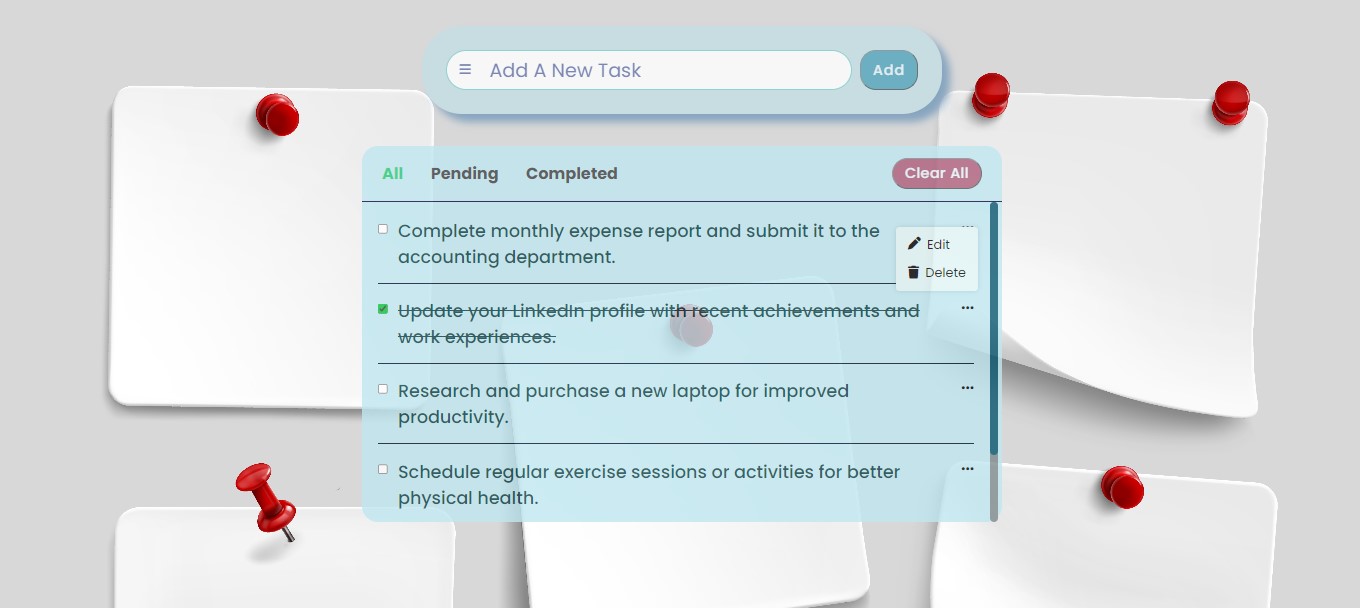 Add A New Task
Add
All
Pending
Completed
Clear All
Complete monthly expense report and submit it to the
accounting department.
Edit
Delete
Update your LinkedIn profile with recent achievements and
work experiences.
Research and purchase a new laptop for improved
productivity.
Schedule regular exercise sessions or activities for better
physical health.